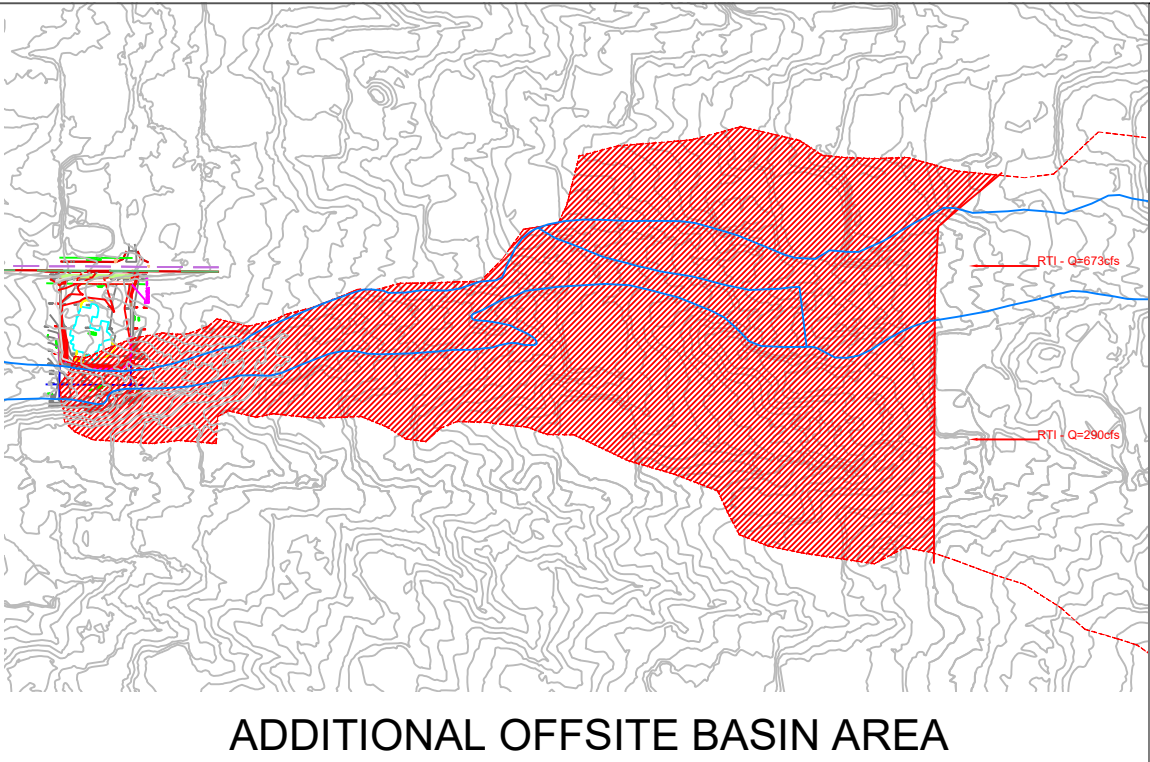 RTI - Q=673cfs
RTI - Q=290cfs
ADDITIONAL OFFSITE BASIN AREA